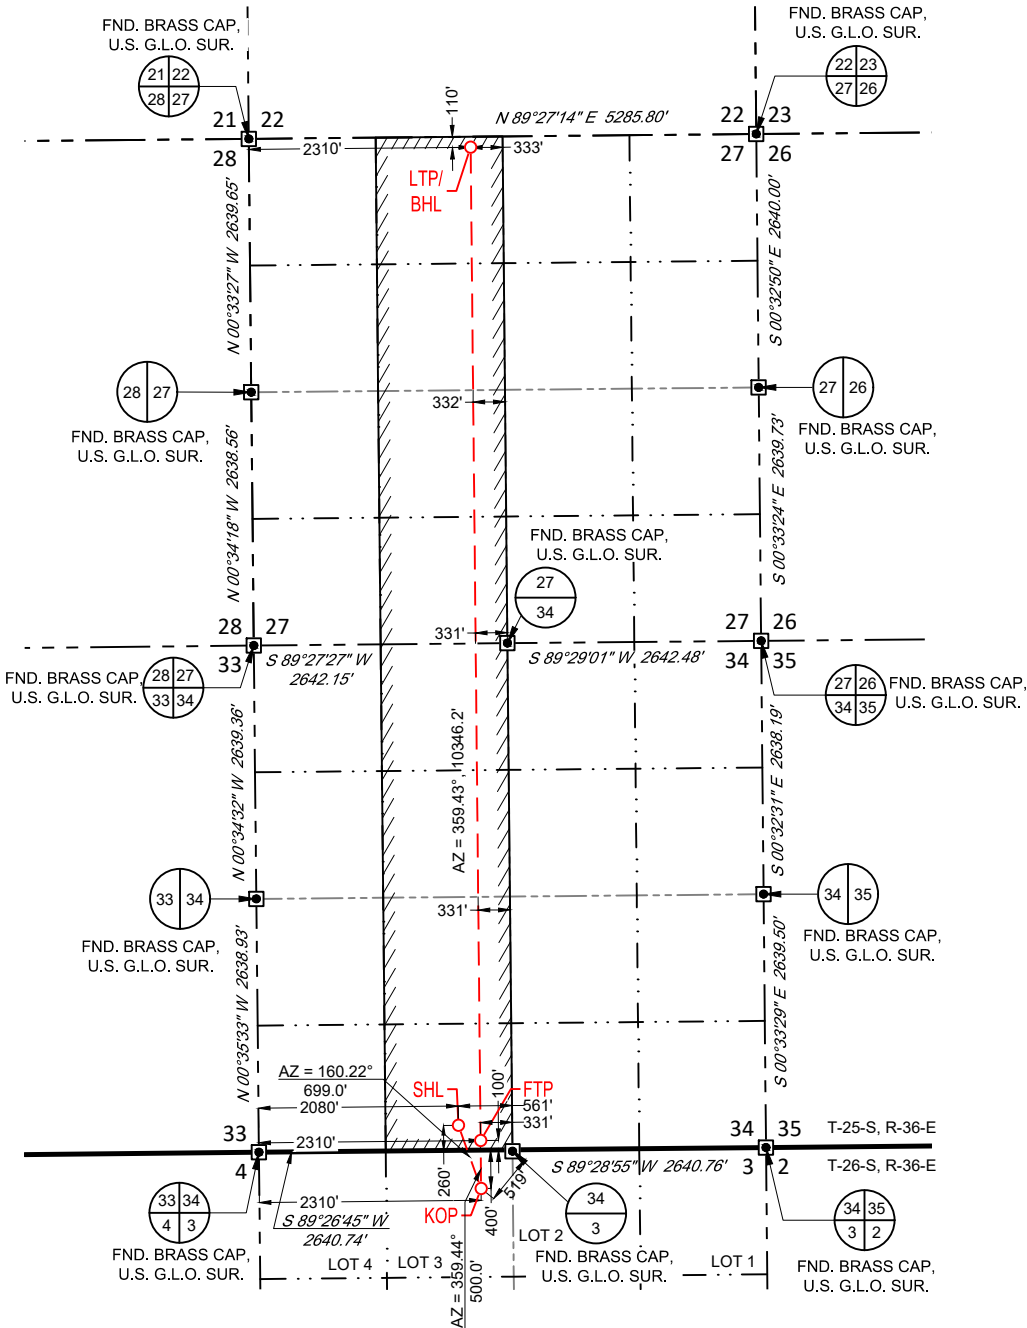 FND. BRASS CAP,
U.S. G.L.O. SUR.
21 22
28 27
FND. BRASS CAP,
U.S. G.L.O. SUR.
22 23
27 26
21 22
28
110'
N 89°27'14" E 5285.80'
22 23
27 26
2310'
333'
LTP/
BHL
N 00°33'27" W 2639.65'
S 00°32'50" E 2640.00'
28 27
FND. BRASS CAP,
U.S. G.L.O. SUR.
332'
27 26
FND. BRASS CAP,
U.S. G.L.O. SUR.
N 00°34'18" W 2638.56'
S 00°33'24" E 2639.73'
FND. BRASS CAP,
U.S. G.L.O. SUR.
27
34
28 27
33
331'
27 26
34 35
S 89°27'27" W
2642.15'
S 89°29'01" W 2642.48'
FND. BRASS CAP,
U.S. G.L.O. SUR.
28 27
33 34
27 26
34 35
FND. BRASS CAP,
U.S. G.L.O. SUR.
N 00°34'32" W 2639.36'
AZ = 359.43°, 10346.2'
S 00°32'31" E 2638.19'
33 34
FND. BRASS CAP,
U.S. G.L.O. SUR.
331'
34 35
FND. BRASS CAP,
U.S. G.L.O. SUR.
N 00°35'33" W 2638.93'
S 00°33'29" E 2639.50'
AZ = 160.22°
699.0'
SHL
100'
FTP
2080'
561'
331'
33
4
2310'
34 35
3 2
T-25-S, R-36-E
T-26-S, R-36-E
260'
S 89°28'55" W 2640.76'
519'
2310'
KOP
400'
S 89°26'45" W
2640.74'
33 34
4 3
FND. BRASS CAP,
U.S. G.L.O. SUR.
34
3
FND. BRASS CAP,
U.S. G.L.O. SUR.
34 35
3 2
FND. BRASS CAP,
U.S. G.L.O. SUR.
LOT 4
LOT 3
LOT 2
LOT 1
AZ = 359.44°
500.0'